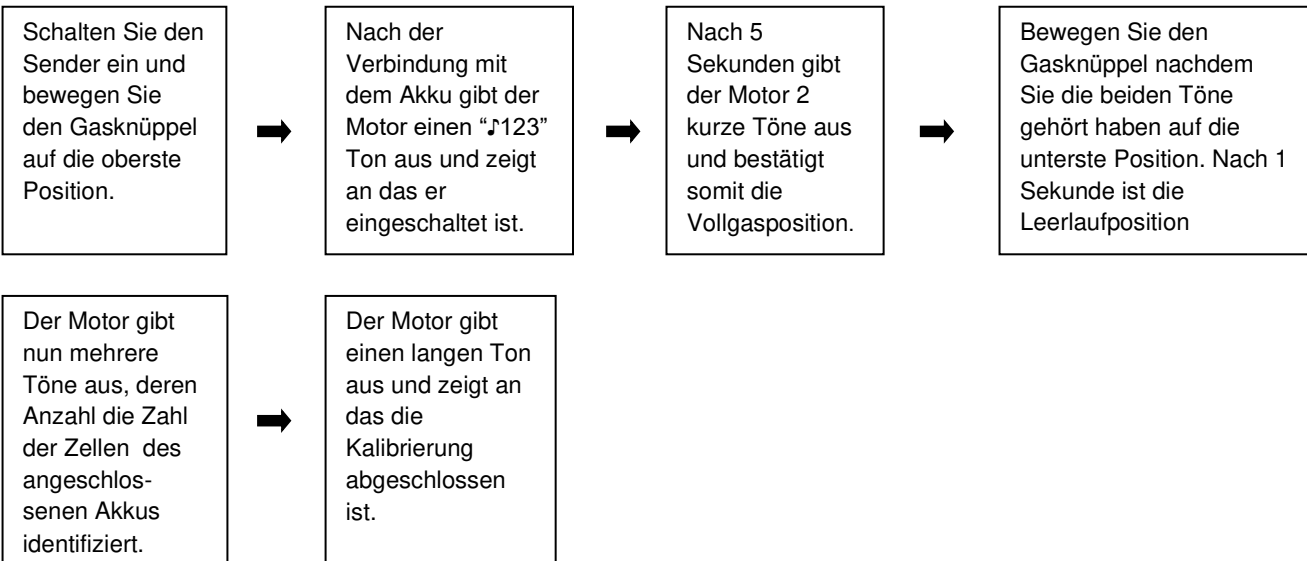 Schalten Sie den
Sender ein und
bewegen Sie
den Gasknüppel
auf die oberste
Position.
Nach der
Verbindung mit
dem Akku gibt der
Motor einen “♪123”
Ton aus und zeigt
an das er
eingeschaltet ist.
Nach 5
Sekunden gibt
der Motor 2
kurze Töne aus
und bestätigt
somit die
Vollgasposition.
Bewegen Sie den
Gasknüppel nachdem
Sie die beiden Töne
gehört haben auf die
unterste Position. Nach 1
Sekunde ist die
Leerlaufposition
Der Motor gibt
nun mehrere
Töne aus, deren
Anzahl die Zahl
der Zellen  des
angeschlos-
senen Akkus
identifiziert.
Der Motor gibt
einen langen Ton
aus und zeigt an
das die
Kalibrierung
abgeschlossen
ist.